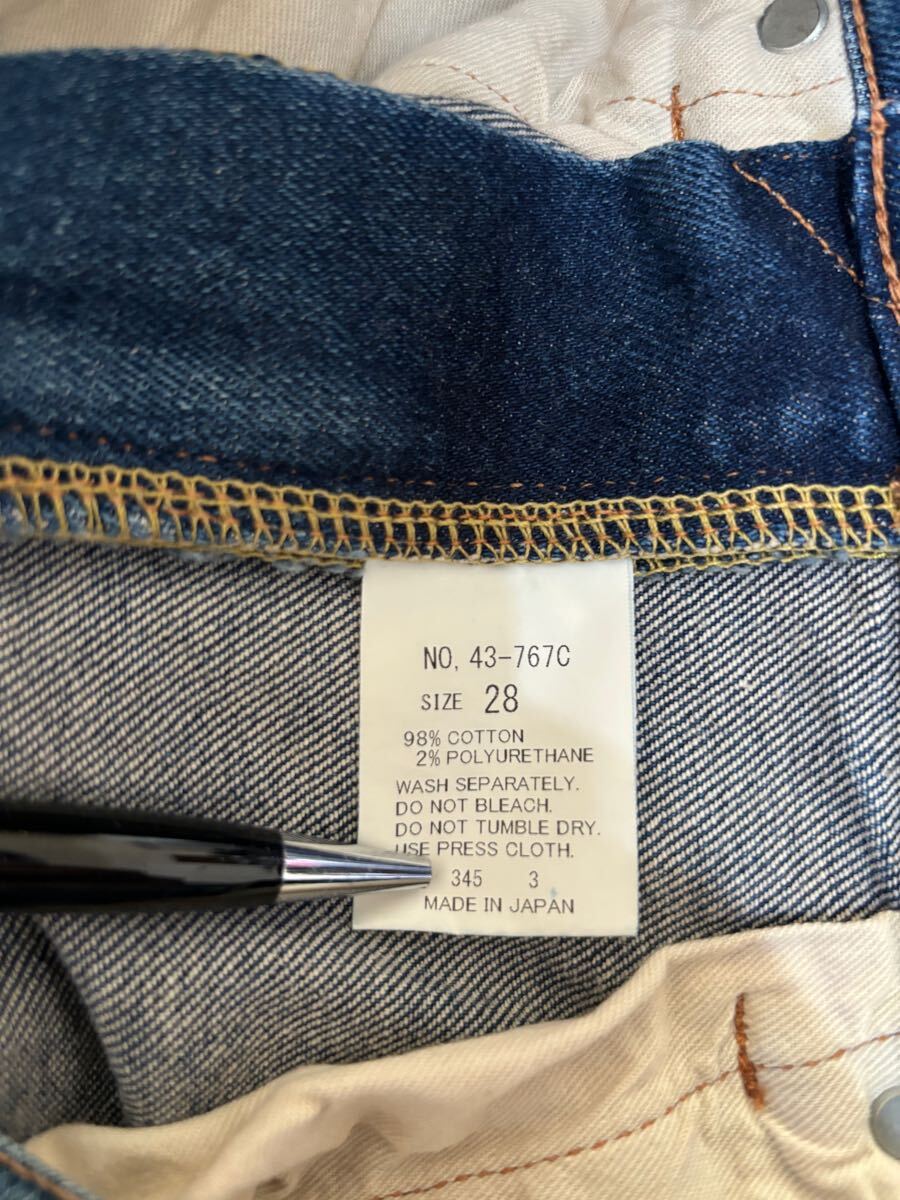 NO. 43-767C
SIZE 28
98% COTTON
2% POLYURETHANE
WASH SEPARATELY.
DO NOT BLEACH.
DO NOT TUMBLE DRY.
USE PRESS CLOTH.
345 3
MADE IN JAPAN